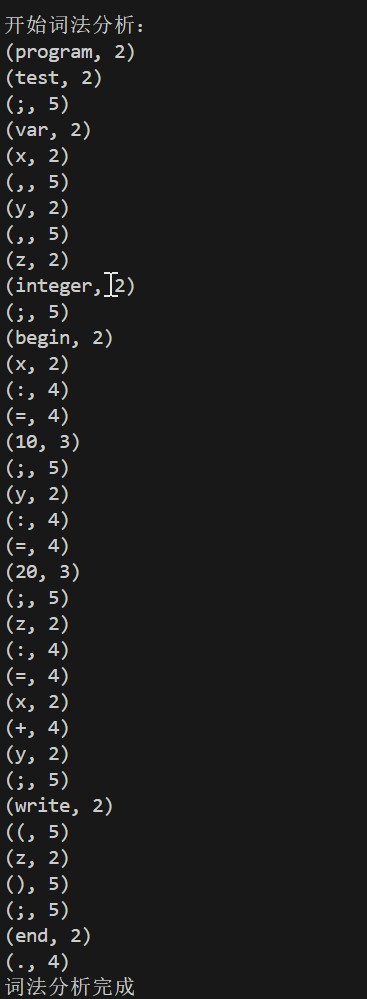 开始词法分析：
(program, 2)
(test, 2)
(;, 5)
(var, 2)
(x, 2)
(,, 5)
(y, 2)
(,, 5)
(z, 2)
(integer, 2)
(;, 5)
(begin, 2)
(x, 2)
(:, 4)
(=, 4)
(10, 3)
(;, 5)
(y, 2)
(:, 4)
(=, 4)
(20, 3)
(;, 5)
(z, 2)
(:, 4)
(=, 4)
(x, 2)
(+, 4)
(y, 2)
(;, 5)
(write, 2)
((, 5)
(z, 2)
(), 5)
(;, 5)
(end, 2)
(., 4)
词法分析完成